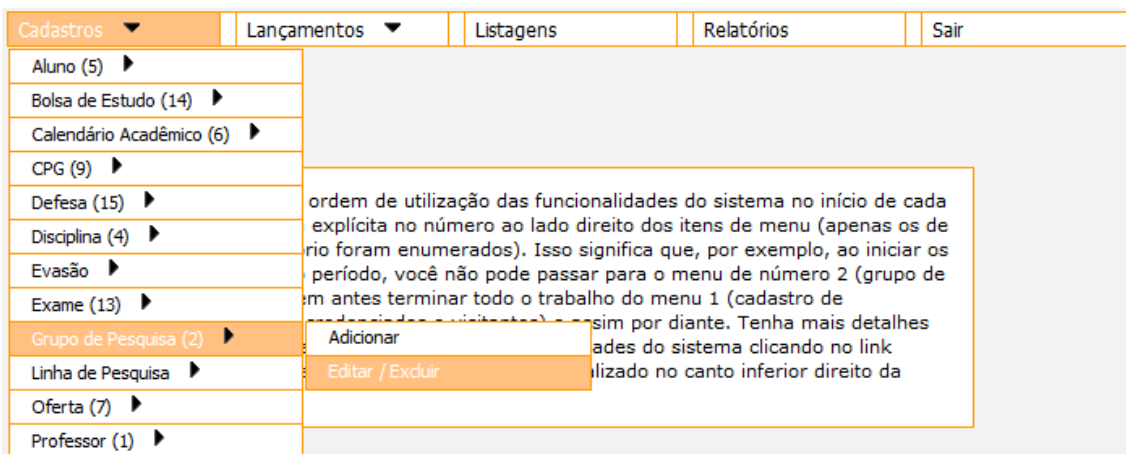 Cadastros
Lançamentos
Listagens
Relatórios
Sair
Aluno (5)
Bolsa de Estudo (14)
Calendário Acadêmico (6)
CPG (9)
Defesa (15)
Disciplina (4)
Evasão
Exame (13)
Grupo de Pesquisa (2)
Linha de Pesquisa
Oferta (7)
Professor (1)
Adicionar
Editar / Excluir
ordem de utilização das funcionalidades do sistema no início de cada
explícita no número ao lado direito dos itens de menu (apenas os de
foram enumerados). Isso significa que, por exemplo, ao iniciar os
período, você não pode passar para o menu de número 2 (grupo de
antes terminar todo o trabalho do menu 1 (cadastro de
e assim por diante. Tenha mais detalhes
do sistema clicando no link
no canto inferior direito da